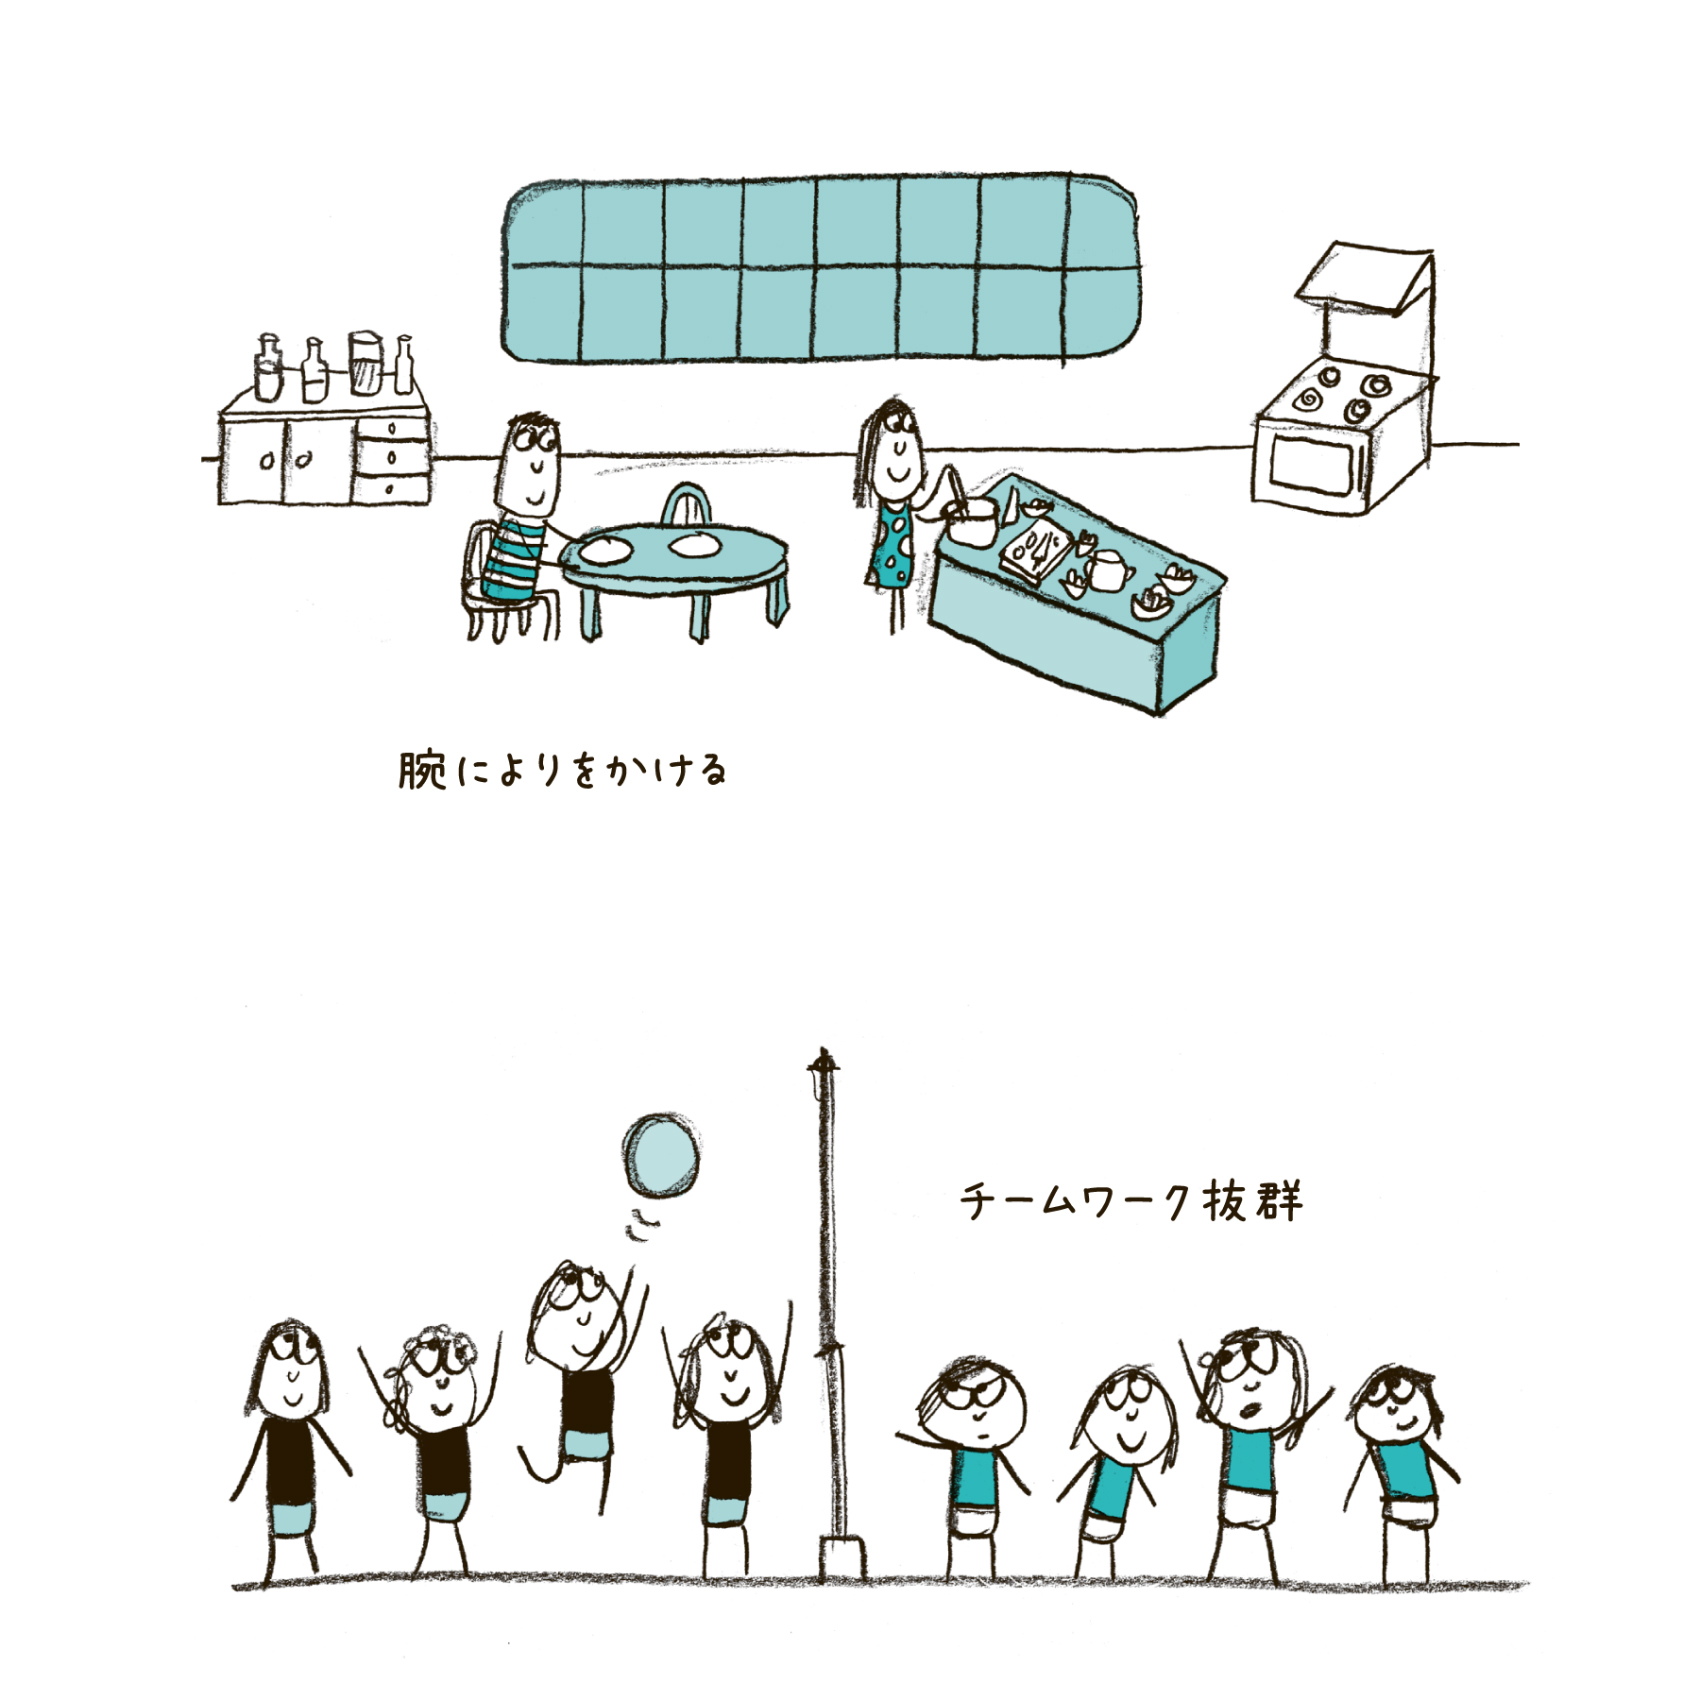 腕によりをかける
チームワーク抜群